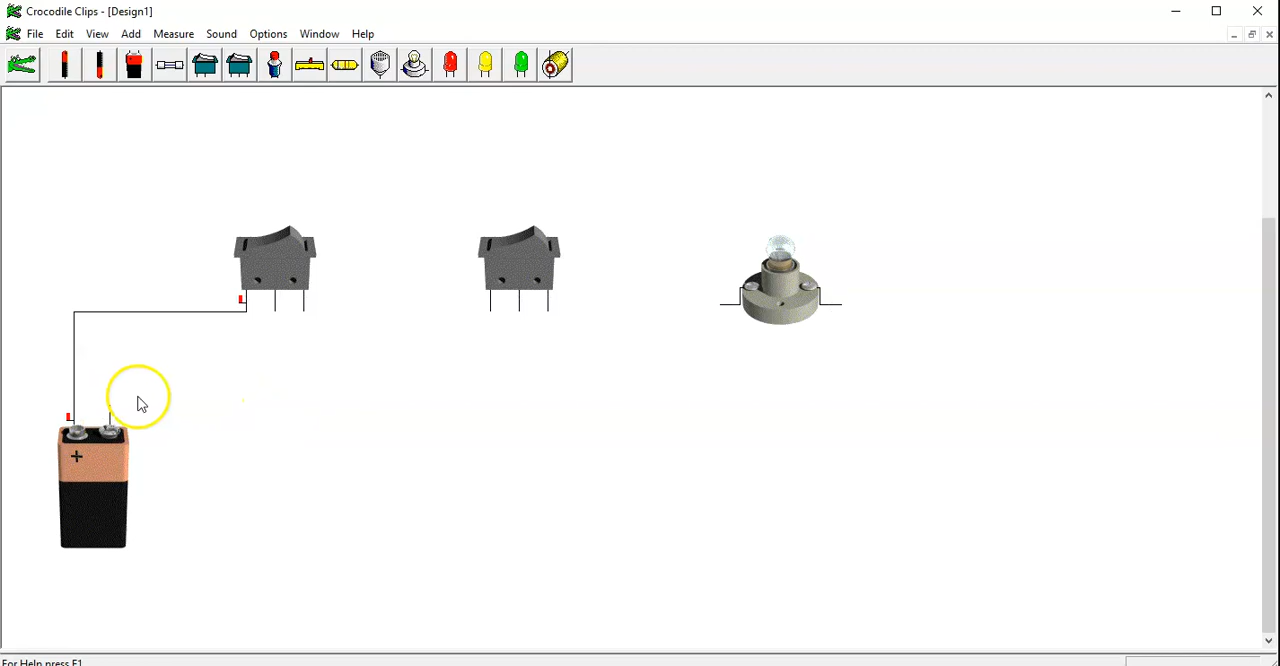 Crocodile Clips - [Design1]
File Edit View Add Measure Sound Options Window Help
+
For Help press F1